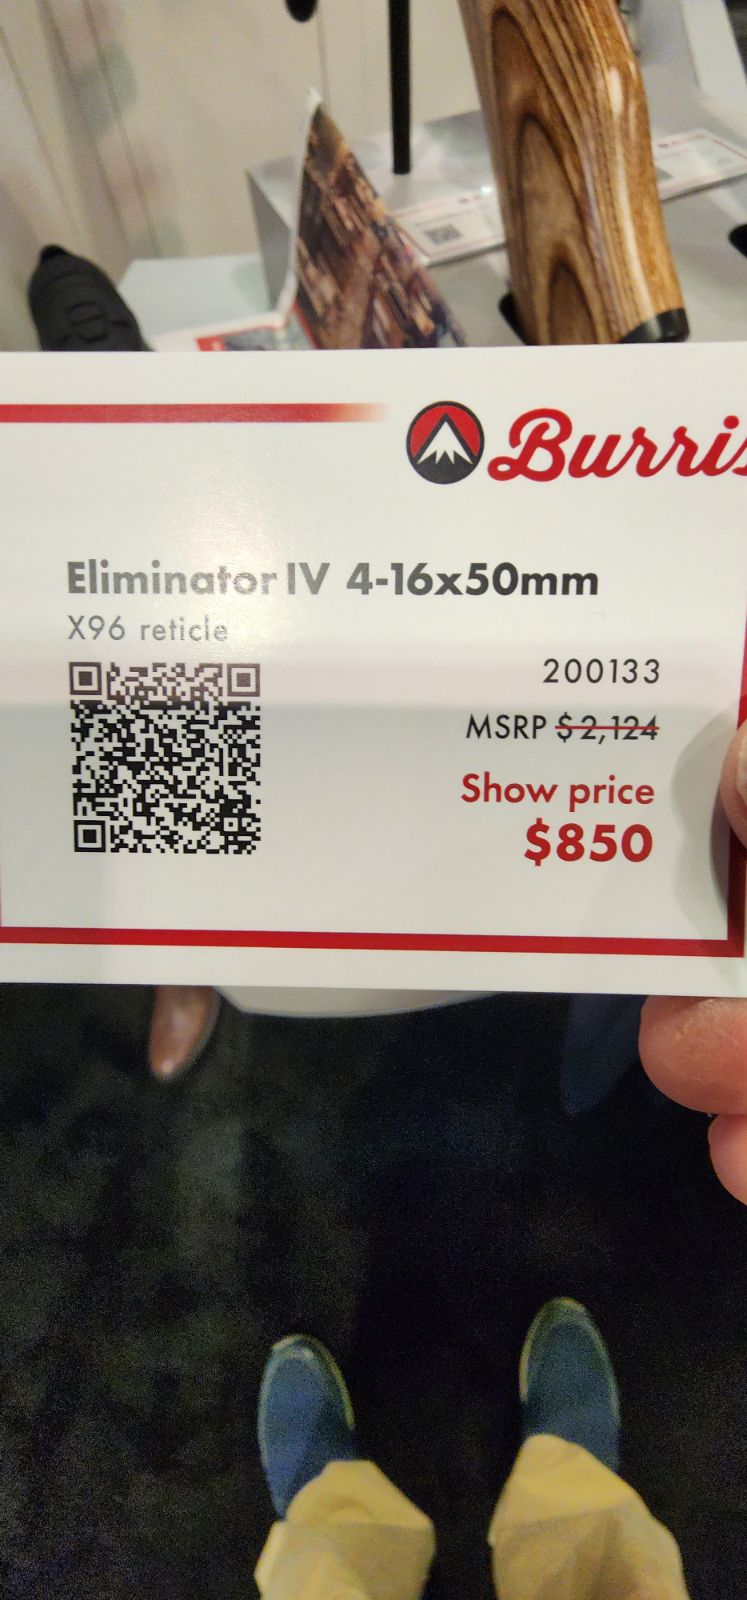 Burris
Eliminator IV 4-16x50mm
X96 reticle
200133
MSRP $2,124
Show price
$850